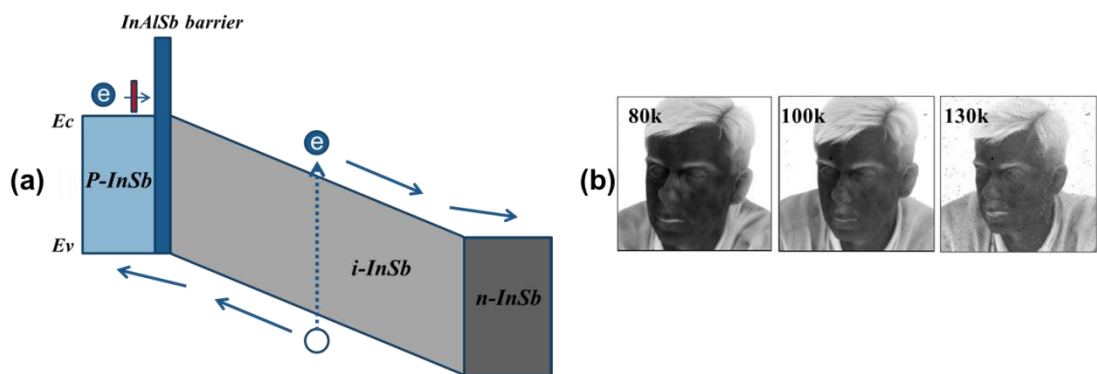 InAlSb barrier
e
Ec
P-InSb
Ev
(a)
e
i-InSb
n-InSb
(b)
80k
100k
130k